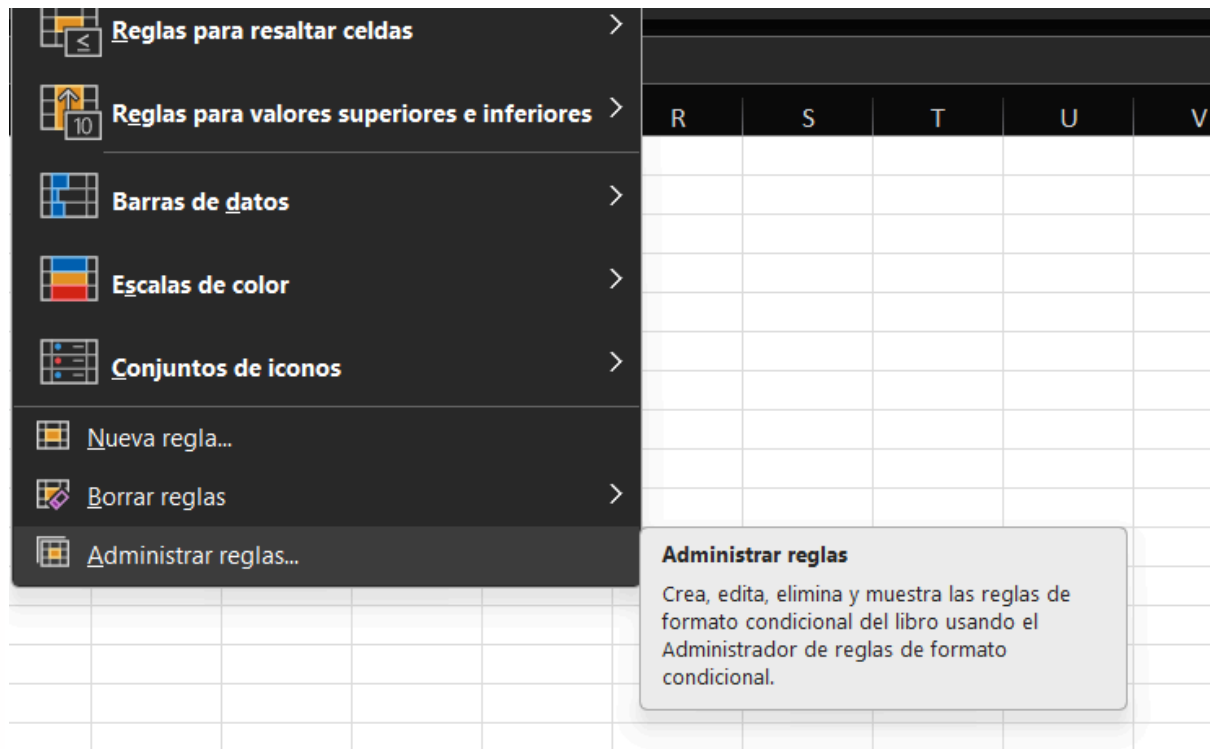 Reglas para resaltar celdas
Reglas para valores superiores e inferiores
10
R S T U V
Barras de datos
Escalas de color
Conjuntos de iconos
Nueva regla...
Borrar reglas
Administrar reglas...
Administrar reglas
Crea, edita, elimina y muestra las reglas de
formato condicional del libro usando el
Administrador de reglas de formato
condicional.